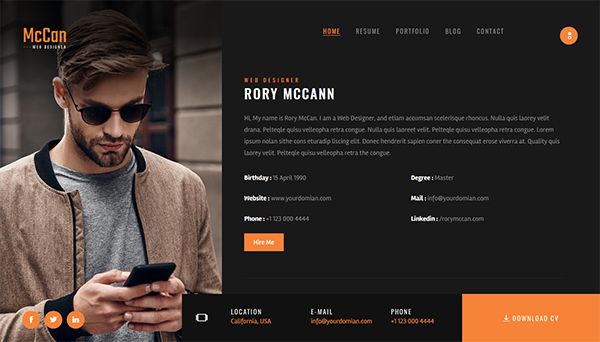 McCan
WEB DESIGNER
HOME RESUME PORTFOLIO BLOG CONTACT
WEB DESIGNER
RORY MCCANN
Hi, My name is Rory McCan. I am a Web Designer, and etiam accumsan scelerisque rhoncus. Nulla quis laorey velit
drana. Pelteqle quisu velleopha retra congue. Nulla quis laoreet velit. Pelteqle quisu velleopha retra congue. Lorem
ipsum nolan sithe cons eturadip liscing elit. Donec hendrerit sapien coner the consequat erose viverra at. Quality quis
laorey velit. Pelteqle quisu velleopha retra the congue.
Birthday : 15 April 1990 Degree : Master
Website : www.yourdomian.com Mail : info@yourdomian.com
Phone : +1 123 000 4444 Linkedin : /rorymccan.com
Hire Me
LOCATION E-MAIL PHONE
California, USA info@yourdomian.com +1 123 000 4444
DOWNLOAD CV